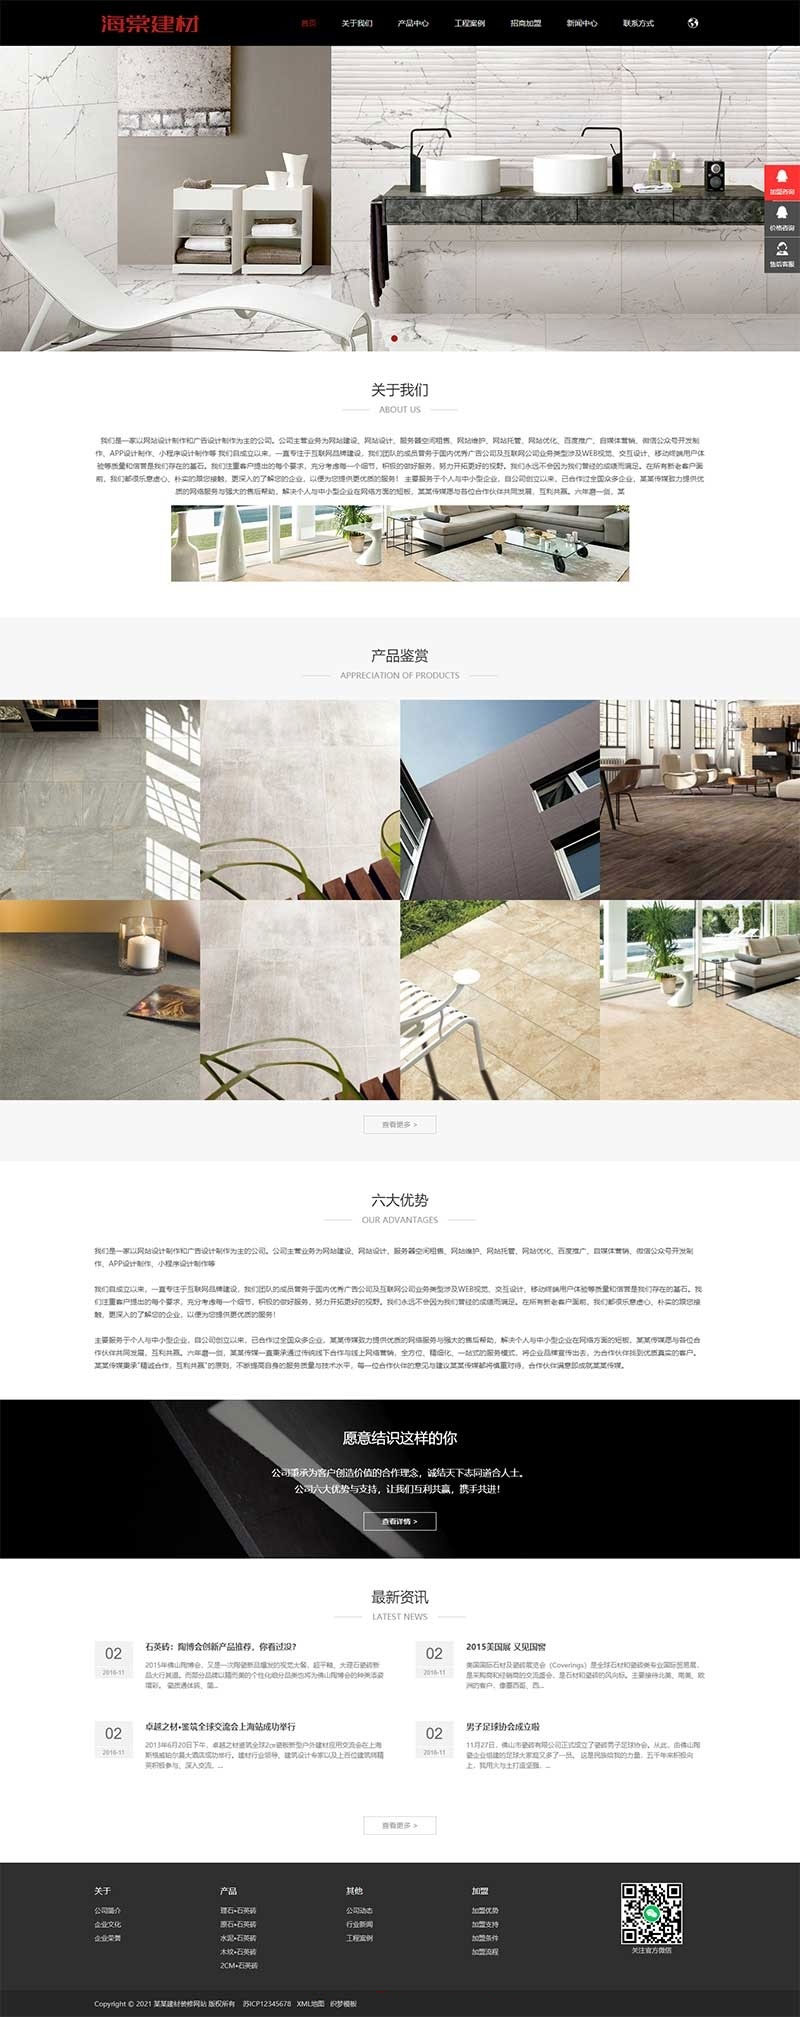 海棠建材
首页 关于我们 产品中心 工程案例 招商加盟 新闻中心 联系方式
加盟咨询
价格咨询
售后客服
关于我们
ABOUT US
我们是一家以网站设计制作和广告设计制作为主的公司。公司主营业务为网站建设、网站设计、服务器空间租售、网站维护、网站托管、网站优化、百度推广、自媒体营销、微信公众号开发制
作、APP设计制作、小程序设计制作等 我们自成立以来，一直专注于互联网品牌建设，我们团队的成员曾务于国内优秀广告公司及互联网公司业务类型涉及WEB视觉、交互设计、移动终端用户体
验等质量和信誉是我们存在的基石。我们注重客户提出的每个要求，充分考虑每一个细节，积极的做好服务，努力开拓更好的视野。我们永远不会因为我们曾经的成绩而满足。在所有新老客户面
前，我们都很乐意虚心、朴实的跟您接触，更深入的了解您的企业，以便为您提供更优质的服务！ 主要服务于个人与中小型企业，自公司创立以来，已合作过全国众多企业，某某传媒致力提供优
质的网络服务与强大的售后帮助，解决个人与中小型企业在网络方面的短板，某某传媒愿与各位合作伙伴共同发展，互利共赢。六年磨一剑，某
产品鉴赏
APPRECIATION OF PRODUCTS
查看更多 >
六大优势
OUR ADVANTAGES
我们是一家以网站设计制作和广告设计制作为主的公司。公司主营业务为网站建设、网站设计、服务器空间租售、网站维护、网站托管、网站优化、百度推广、自媒体营销、微信公众号开发制
作、APP设计制作、小程序设计制作等
我们自成立以来，一直专注于互联网品牌建设，我们团队的成员曾务于国内优秀广告公司及互联网公司业务类型涉及WEB视觉、交互设计、移动终端用户体验等质量和信誉是我们存在的基石。我
们注重客户提出的每个要求，充分考虑每一个细节，积极的做好服务，努力开拓更好的视野。我们永远不会因为我们曾经的成绩而满足。在所有新老客户面前，我们都很乐意虚心、朴实的跟您接
触，更深入的了解您的企业，以便为您提供更优质的服务！
主要服务于个人与中小型企业，自公司创立以来，已合作过全国众多企业，某某传媒致力提供优质的网络服务与强大的售后帮助，解决个人与中小型企业在网络方面的短板，某某传媒愿与各位合
作伙伴共同发展，互利共赢。六年磨一剑，某某传媒一直秉承通过传统线下合作与线上网络营销，全方位、精细化、一站式的服务模式，将企业品牌宣传出去，为合作伙伴找到优质真实的客户。
某某传媒秉承"精诚合作，互利共赢"的原则，不断提高自身的服务质量与技术水平，每一位合作伙伴的意见与建议某某传媒都将慎重对待，合作伙伴满意即成就某某传媒。
愿意结识这样的你
公司秉承为客户创造价值的合作理念，诚结天下志同道合人士。
公司六大优势与支持，让我们互利共赢，携手共进！
查看详情 >
最新资讯
LATEST NEWS
02
2016-11
石英砖：陶博会创新产品推荐，你看过没？
2015年佛山陶博会，又是一次陶瓷新品爆发的视觉大餐，超平釉、大理石瓷砖新
品大行其道。而部分品牌以精而美的个性化细分品类也将为佛山陶博会的种类添姿
增彩。 瓷质通体砖、面...
02
2016-11
2015美国展 又见国窖
美国国际石材及瓷砖展览会（Coverings）是全球石材和瓷砖类专业国际贸易展，
是采购商和经销商的交流盛会，是石材和瓷砖的风向标。主要接待北美、南美、欧
洲的客户，像墨西哥、西...
02
2016-11
卓越之材•鉴筑全球交流会上海站成功举行
2013年6月20日下午，卓越之材鉴筑全球2cm瓷板新型户外建材应用交流会在上海
斯格威铂尔曼大酒店成功举行。建材行业领导、建筑设计专家以及上百位建筑师精
英积极参与、深入交流，...
02
2016-11
男子足球协会成立啦
11月27日，佛山市瓷砖有限公司正式成立了瓷砖男子足球协会。从此，由佛山陶
瓷企业组建的足球大家庭又多了一员。 这是民族给我的力量，五千年来积极向
上，我用火与土打造坚强，...
查看更多 >
关于
公司简介
企业文化
企业荣誉
产品
理石•石英砖
原石•石英砖
水泥•石英砖
木纹•石英砖
2CM•石英砖
其他
公司动态
行业新闻
工程案例
加盟
加盟优势
加盟支持
加盟条件
加盟流程
关注官方微信
Copyright © 2021 某某建材装修网站 版权所有 苏ICP12345678 XML地图 织梦模板